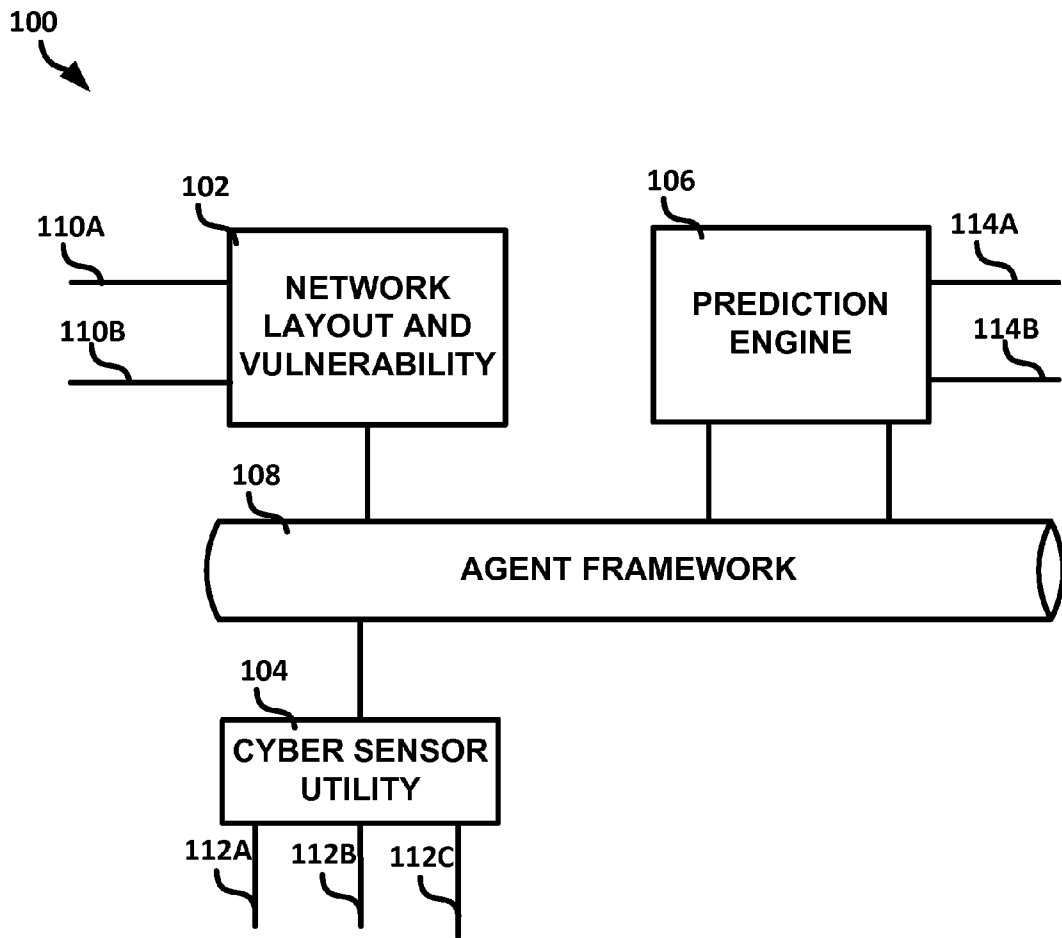 100
102
106
110A
114A
NETWORK
LAYOUT AND
VULNERABILITY
PREDICTION
ENGINE
110B
114B
108
AGENT FRAMEWORK
104
CYBER SENSOR
UTILITY
112A
112B
112C